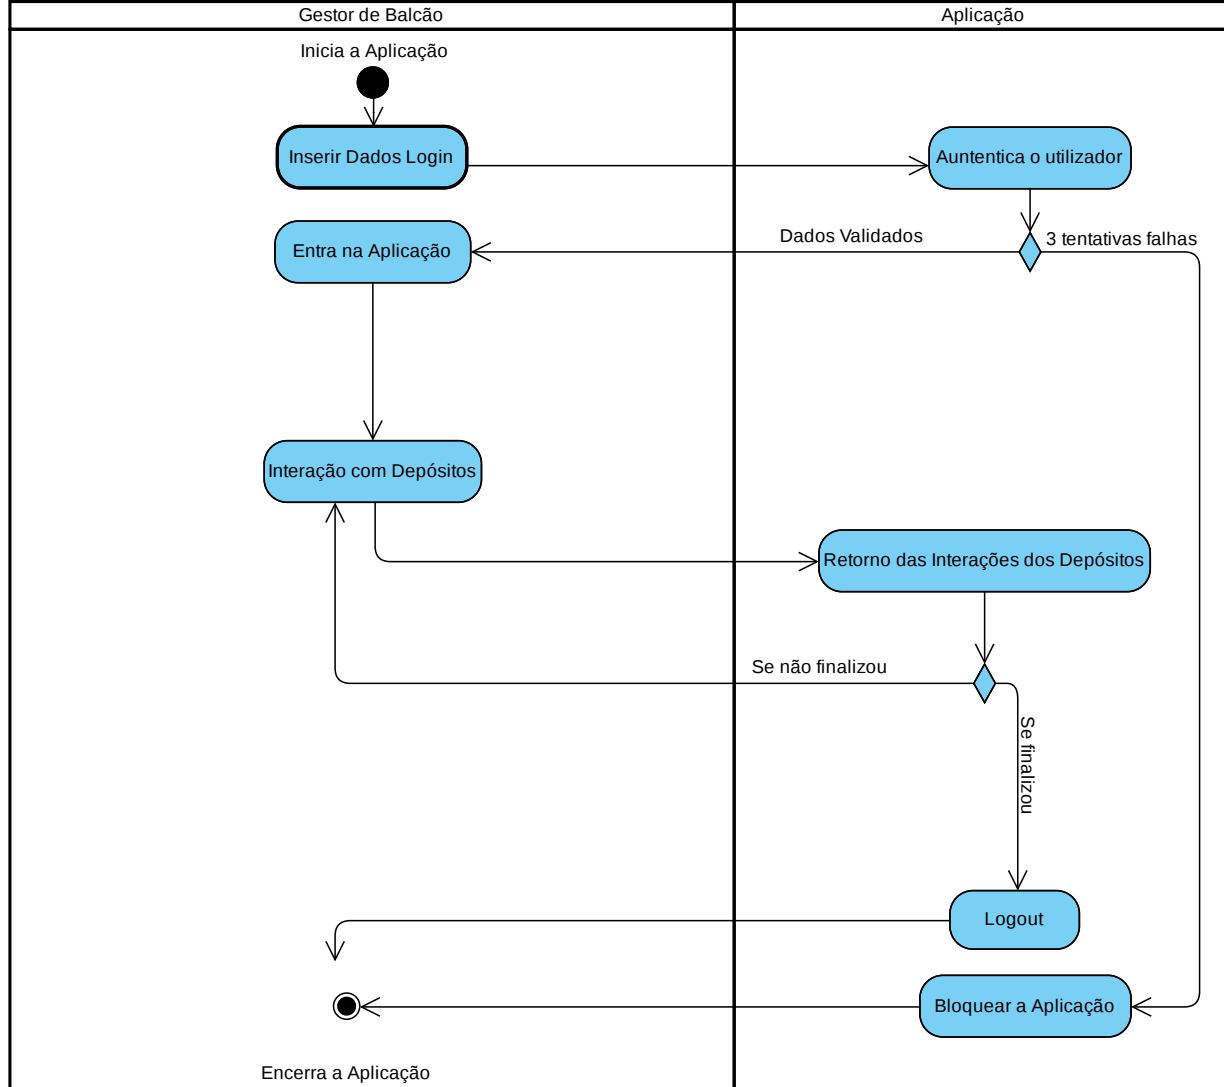 Gestor de Balcão
Aplicação
Inicia a Aplicação
Inserir Dados Login
Auntentica o utilizador
Entra na Aplicação
Dados Validados
3 tentativas falhas
Interação com Depósitos
Retorno das Interações dos Depósitos
Se não finalizou
Se finalizou
Logout
Bloquear a Aplicação
Encerra a Aplicação